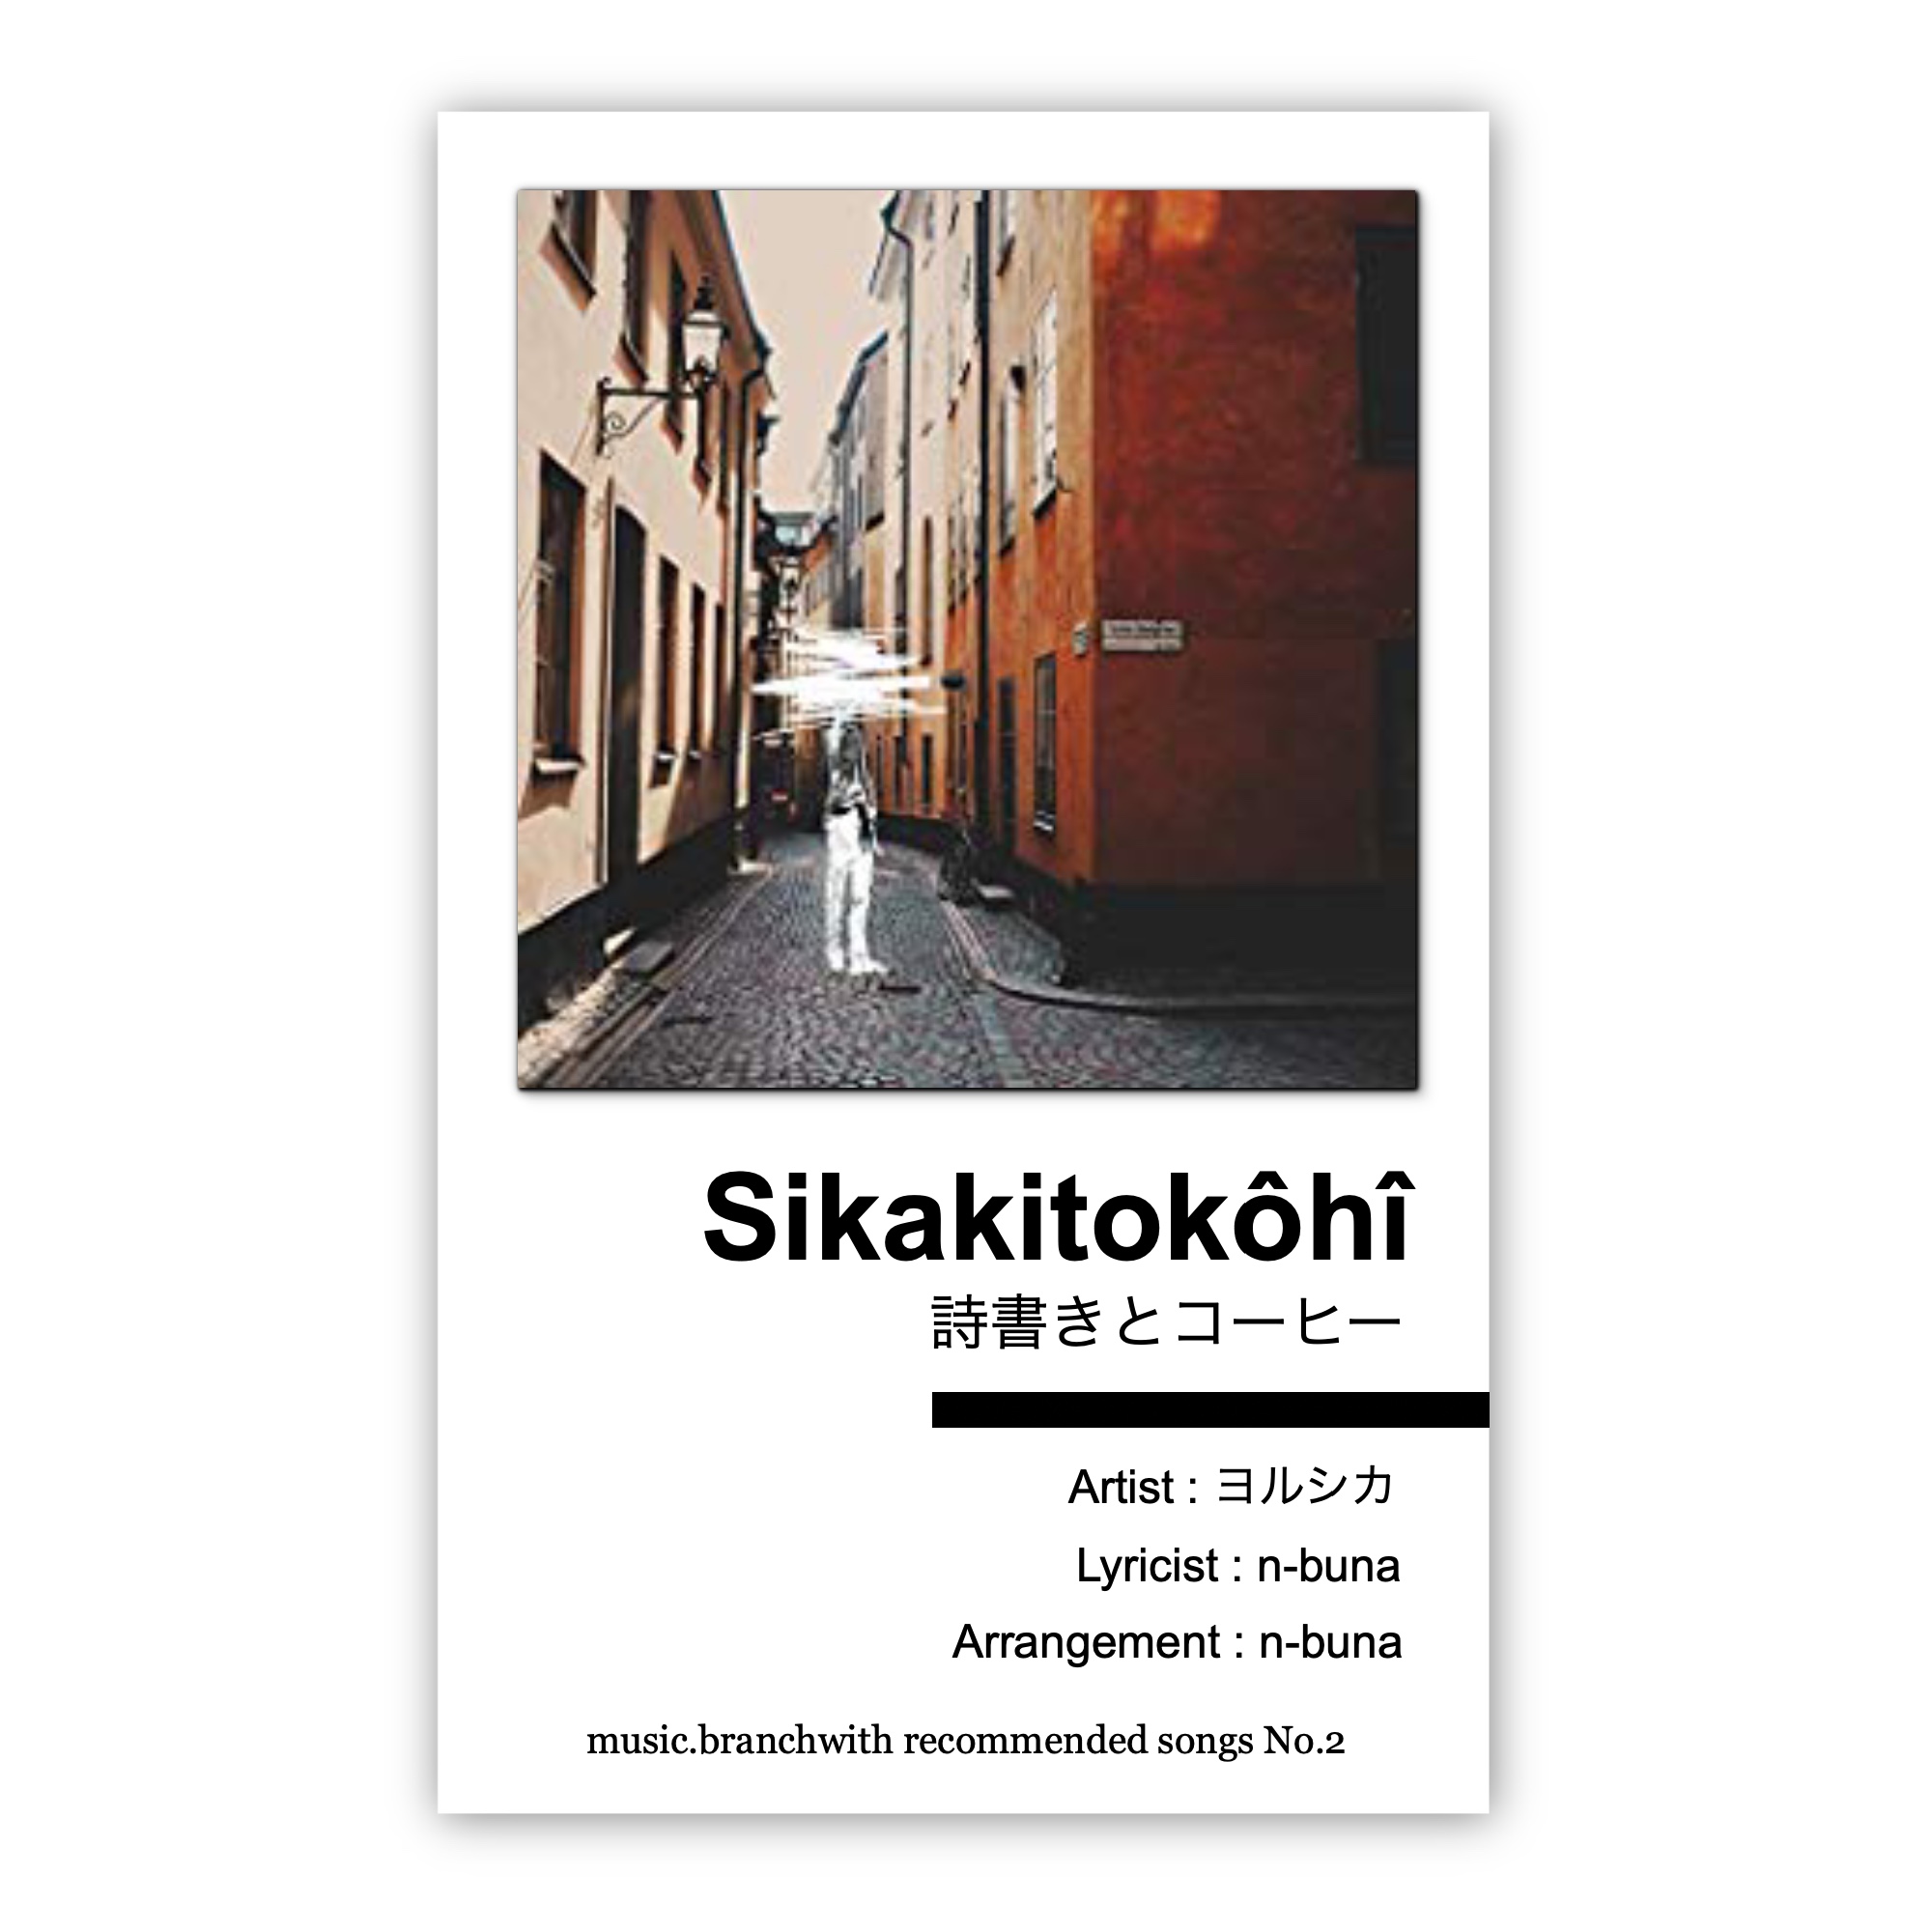 Sikakitokôhî
詩書きとコーヒー
Artist : ヨルシカ
Lyricist : n-buna
Arrangement : n-buna
music.branchwith recommended songs No.2